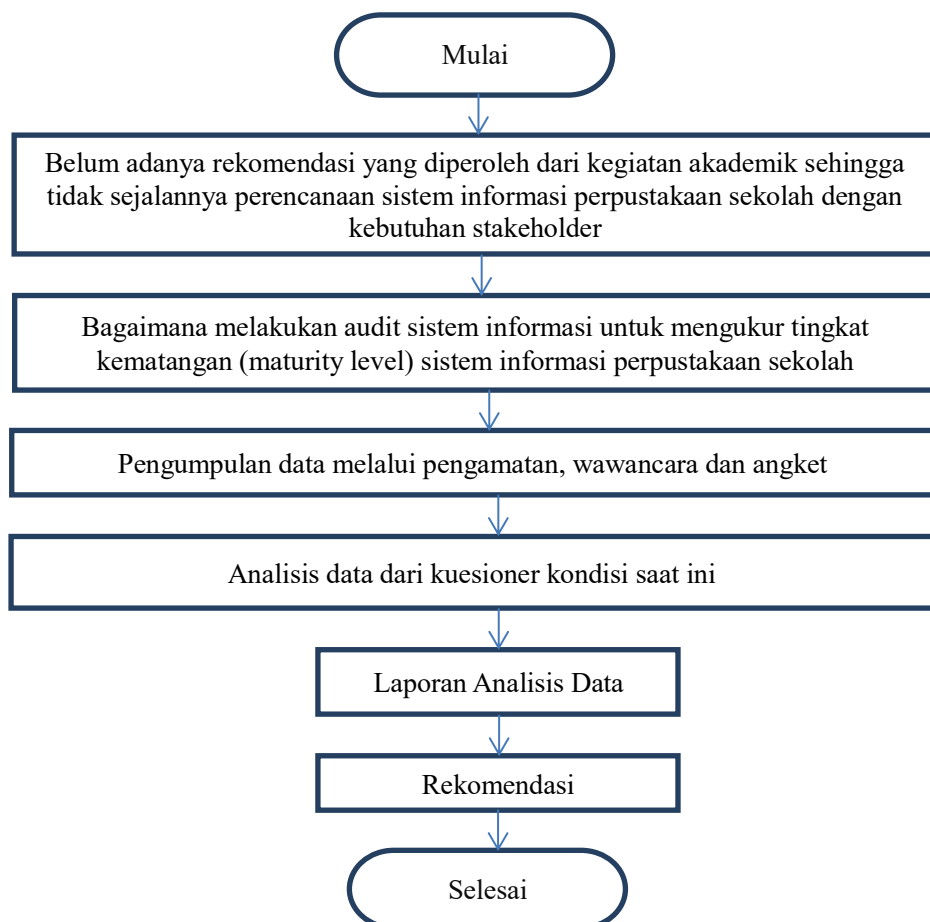 Mulai
Belum adanya rekomendasi yang diperoleh dari kegiatan akademik sehingga
tidak sejalannya perencanaan sistem informasi perpustakaan sekolah dengan
kebutuhan stakeholder
Bagaimana melakukan audit sistem informasi untuk mengukur tingkat
kematangan (maturity level) sistem informasi perpustakaan sekolah
Pengumpulan data melalui pengamatan, wawancara dan angket
Analisis data dari kuesioner kondisi saat ini
Laporan Analisis Data
Rekomendasi
Selesai